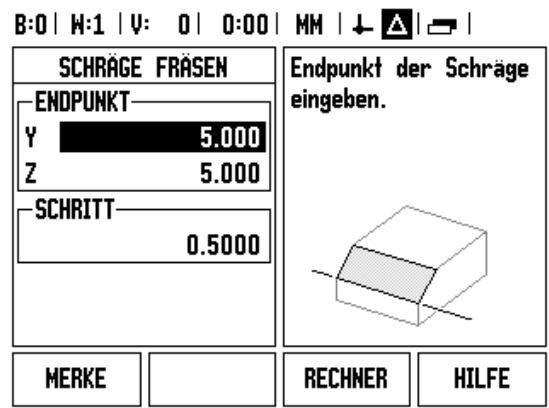 B:0| W:1 |V: 0| 0:00| MM
SCHRÄGE FRÄSEN
ENDPUNKT
Y 5.000
Z 5.000
SCHRITT
0.5000
Endpunkt der Schräge
eingeben.
MERKE
RECHNER
HILFE